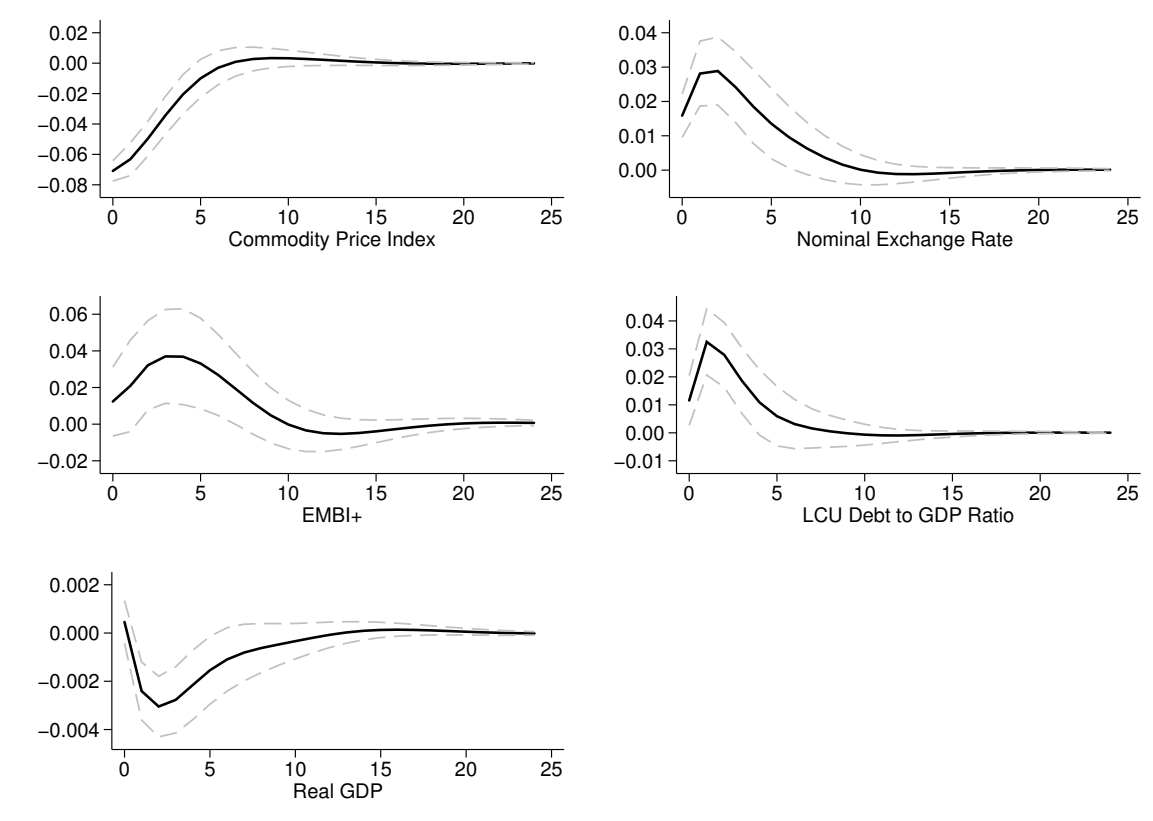 0.02
0.00
−0.02
−0.04
−0.06
−0.08
0 5 10 15 20 25
Commodity Price Index
0.04
0.03
0.02
0.01
0.00
0 5 10 15 20 25
Nominal Exchange Rate
0.06
0.04
0.02
0.00
−0.02
0 5 10 15 20 25
EMBI+
0.04
0.03
0.02
0.01
0.00
−0.01
0 5 10 15 20 25
LCU Debt to GDP Ratio
0.002
0.000
−0.002
−0.004
0 5 10 15 20 25
Real GDP